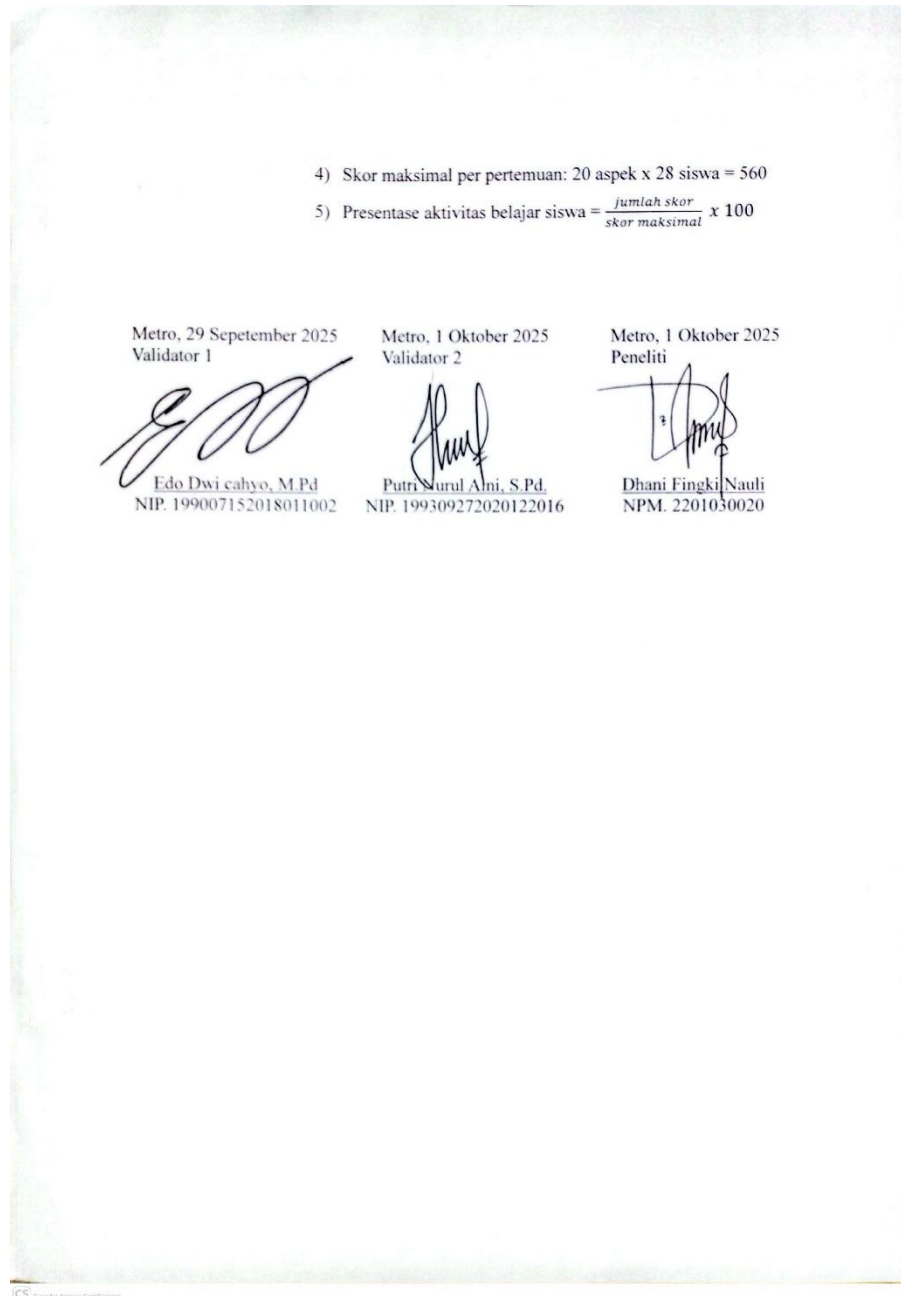 4) Skor maksimal per pertemuan: 20 aspek x 28 siswa = 560
5) Presentase aktivitas belajar siswa = jumlah skor / skor maksimal x 100
Metro, 29 Sepetember 2025
Validator 1
Edo Dwi cahyo, M.Pd
NIP. 199007152018011002
Metro, 1 Oktober 2025
Validator 2
Putri Nurul Aini, S.Pd.
NIP. 199309272020122016
Metro, 1 Oktober 2025
Peneliti
Dhani Fingki Nauli
NPM. 2201030020
CS